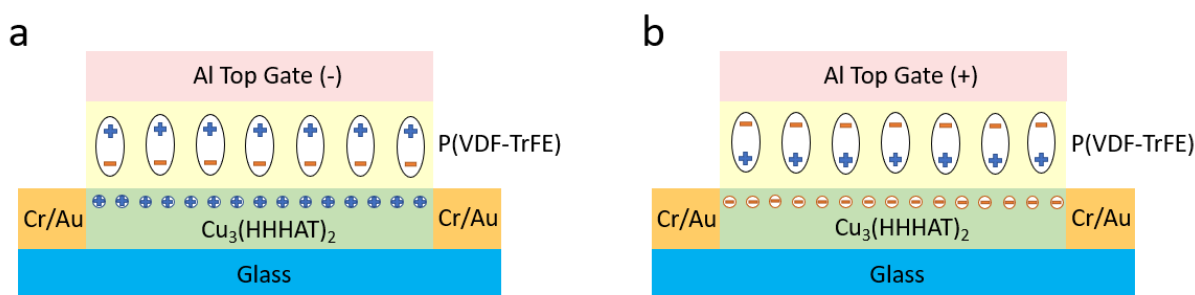 a
Al Top Gate (-)
P(VDF-TrFE)
Cr/Au
Cu₃(HHHAT)₂
Cr/Au
Glass
b
Al Top Gate (+)
P(VDF-TrFE)
Cr/Au
Cu₃(HHHAT)₂
Cr/Au
Glass